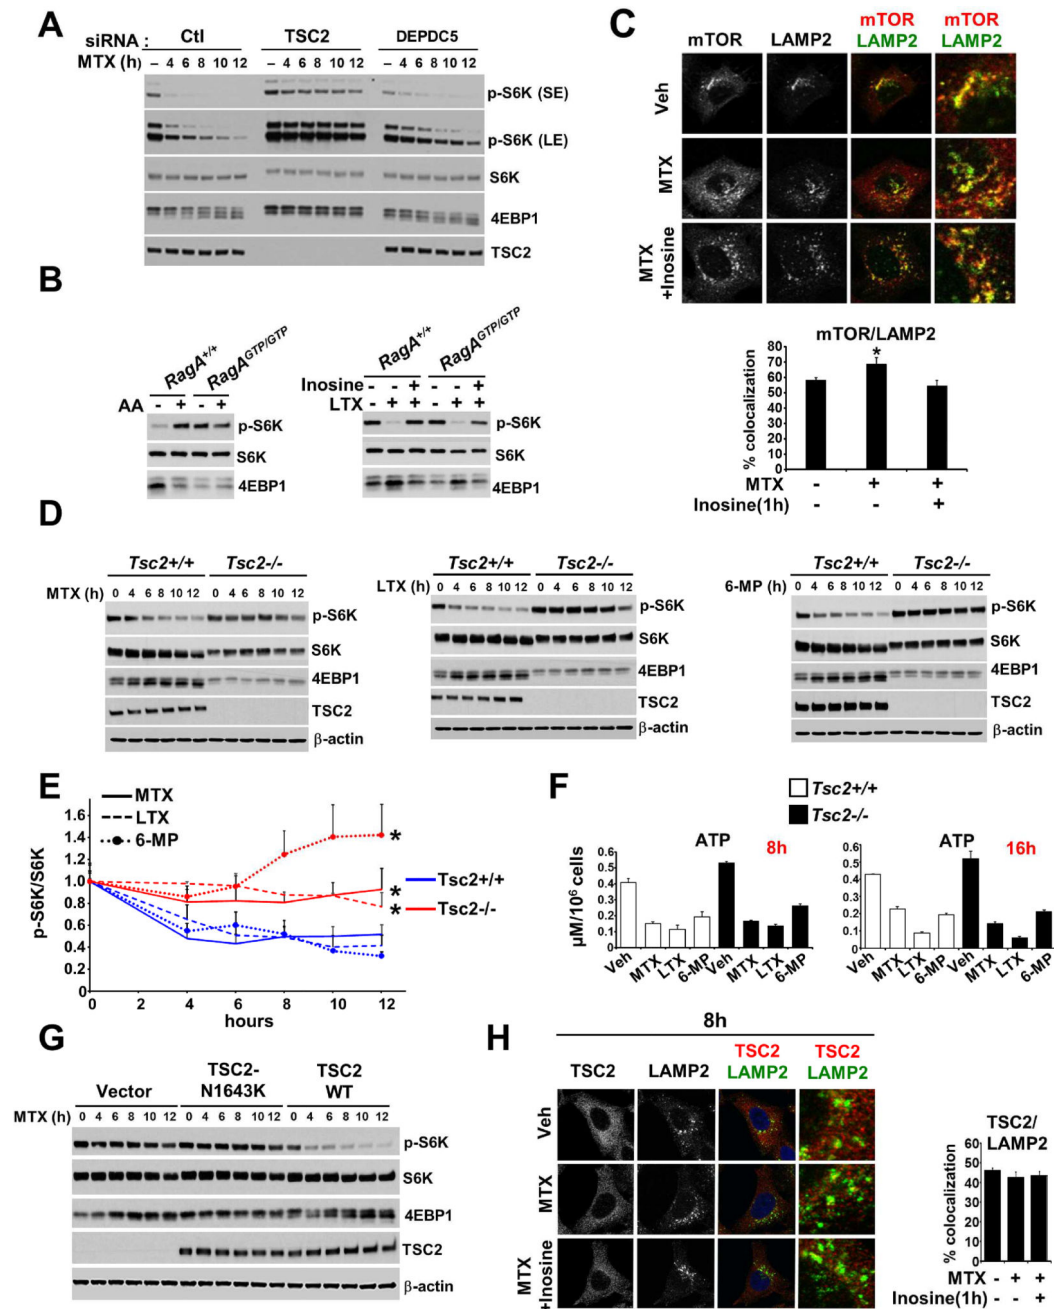 A
siRNA : Ctl TSC2 DEPDC5
MTX (h) – 4 6 8 10 12 – 4 6 8 10 12 – 4 6 8 10 12
p-S6K (SE)
p-S6K (LE)
S6K
4EBP1
TSC2
B
RagA+/+ RagAGTP/GTP
AA - + - +
p-S6K
S6K
4EBP1
RagA+/+ RagAGTP/GTP
Inosine - - + - - +
LTX - + + - + +
p-S6K
S6K
4EBP1
C
mTOR LAMP2 mTOR LAMP2 mTOR LAMP2
Veh
MTX
MTX +Inosine
mTOR/LAMP2
% colocalization
80
70
60
50
40
30
20
10
0
*
MTX - + +
Inosine(1h) - - +
D
Tsc2+/+ Tsc2-/-
MTX (h) 0 4 6 8 10 12 0 4 6 8 10 12
p-S6K
S6K
4EBP1
TSC2
β-actin
Tsc2+/+ Tsc2-/-
LTX (h) 0 4 6 8 10 12 0 4 6 8 10 12
p-S6K
S6K
4EBP1
TSC2
β-actin
Tsc2+/+ Tsc2-/-
6-MP (h) 0 4 6 8 10 12 0 4 6 8 10 12
p-S6K
S6K
4EBP1
TSC2
β-actin
E
MTX
LTX
6-MP
p-S6K/S6K
1.6
1.4
1.2
1.0
0.8
0.6
0.4
0.2
0
0 2 4 6 8 10 12
hours
*
*
*
Tsc2+/+
Tsc2-/-
F
Tsc2+/+
Tsc2-/-
ATP 8h
µM/10⁶ cells
0.6
0.5
0.4
0.3
0.2
0.1
0
Veh MTX LTX 6-MP Veh MTX LTX 6-MP
ATP 16h
0.6
0.5
0.4
0.3
0.2
0.1
0
Veh MTX LTX 6-MP Veh MTX LTX 6-MP
G
Vector TSC2-N1643K TSC2 WT
MTX (h) 0 4 6 8 10 12 0 4 6 8 10 12 0 4 6 8 10 12
p-S6K
S6K
4EBP1
TSC2
β-actin
H
8h
TSC2 LAMP2 TSC2 LAMP2 TSC2 LAMP2
Veh
MTX
MTX +Inosine
TSC2/
LAMP2
% colocalization
60
50
40
30
20
10
0
MTX - + +
Inosine(1h) - - +